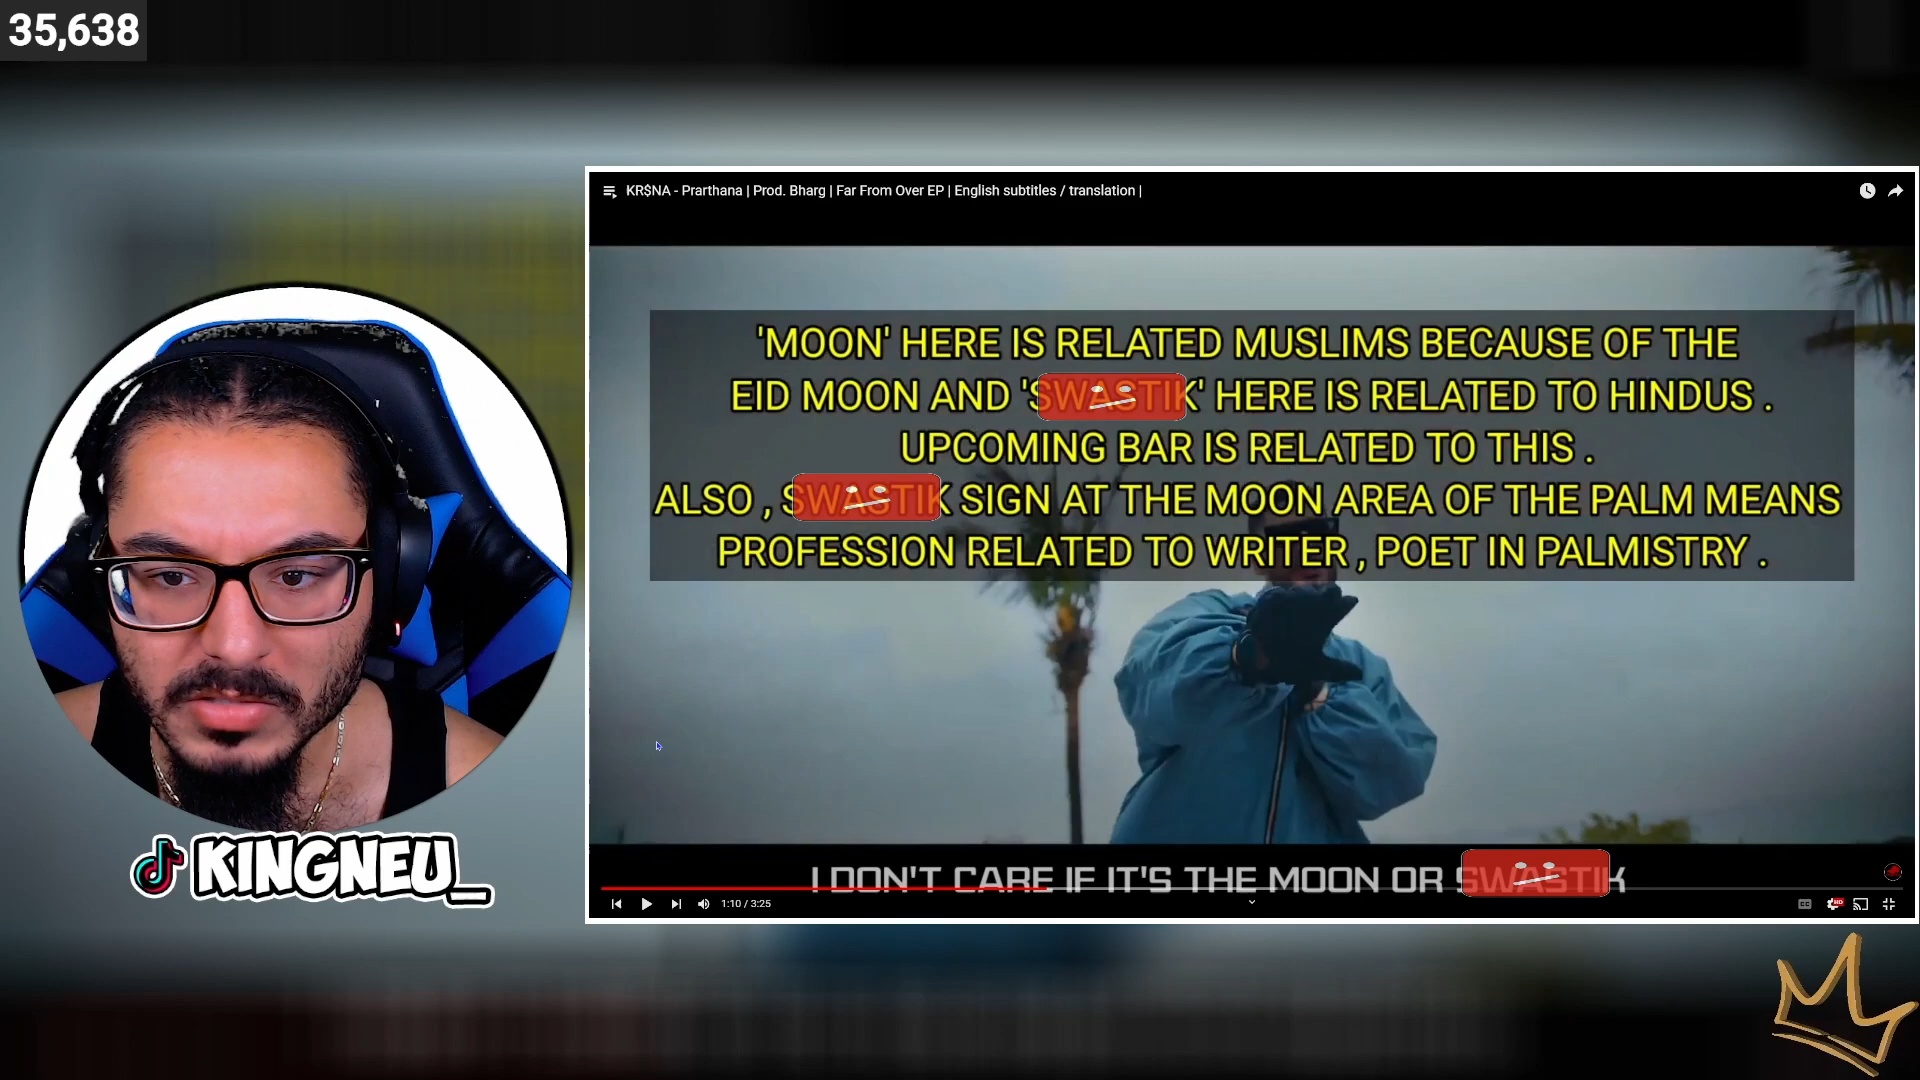 35,638
KR$NA - Prarthana | Prod. Bharg | Far From Over EP | English subtitles / translation |
'MOON' HERE IS RELATED MUSLIMS BECAUSE OF THE
EID MOON AND 'SWASTIK' HERE IS RELATED TO HINDUS .
UPCOMING BAR IS RELATED TO THIS .
ALSO , SWASTIK SIGN AT THE MOON AREA OF THE PALM MEANS
PROFESSION RELATED TO WRITER , POET IN PALMISTRY .
I DON'T CARE IF IT'S THE MOON OR SWASTIK
1:10 / 3:25
CC
HD
KINGNEU_